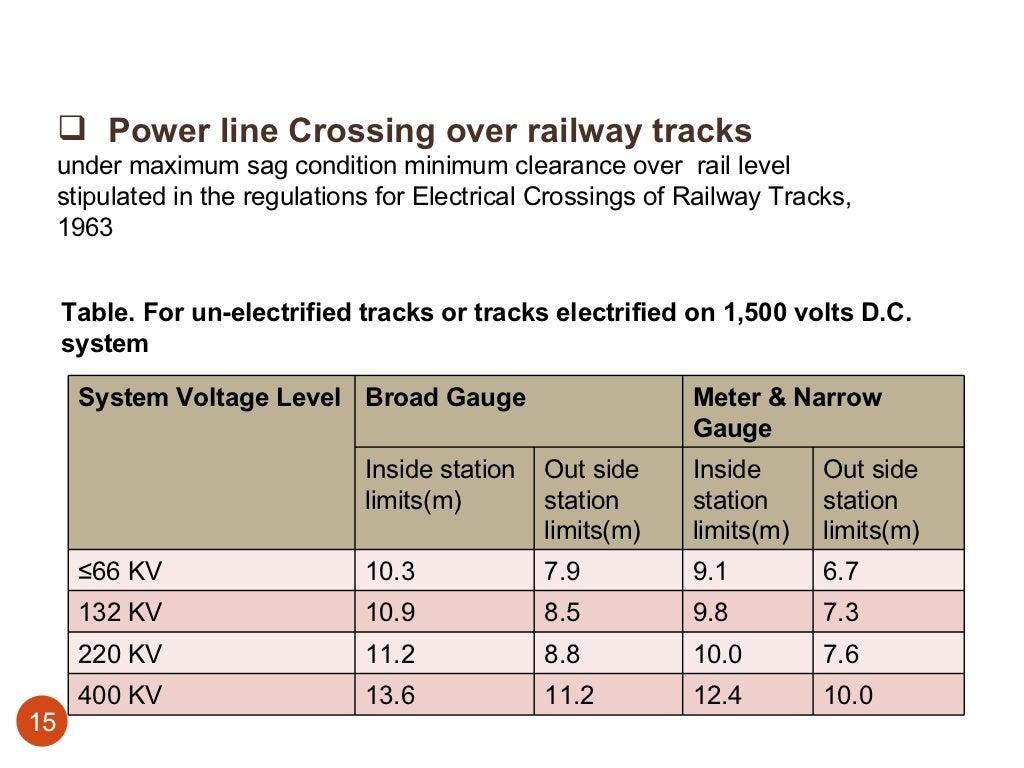 ❑ Power line Crossing over railway tracks
under maximum sag condition minimum clearance over rail level
stipulated in the regulations for Electrical Crossings of Railway Tracks,
1963
Table. For un-electrified tracks or tracks electrified on 1,500 volts D.C.
system
System Voltage Level Broad Gauge Meter & Narrow
Gauge
Inside station Out side Inside Out side
limits(m) station station station
limits(m) limits(m) limits(m)
≤66 KV 10.3 7.9 9.1 6.7
132 KV 10.9 8.5 9.8 7.3
220 KV 11.2 8.8 10.0 7.6
400 KV 13.6 11.2 12.4 10.0
15